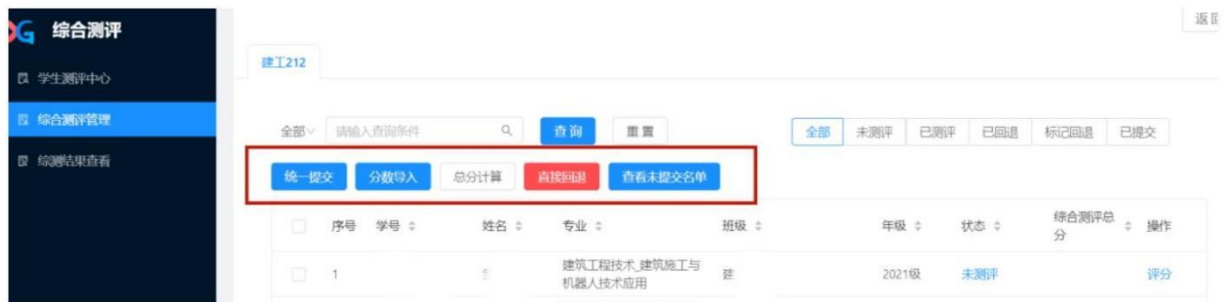 综合测评
返回
学生测评中心
综合测评管理
综测结果查看
建工212
全部 请输入查询条件 查询 重置 全部 未测评 已测评 已回退 标记回退 已提交
统一提交 分数导入 总分计算 直接回退 查看未提交名单
序号 学号 姓名 专业 班级 年级 状态 综合测评总
分 操作
1 建筑工程技术_建筑施工与
机器人技术应用 建 2021级 未测评 评分